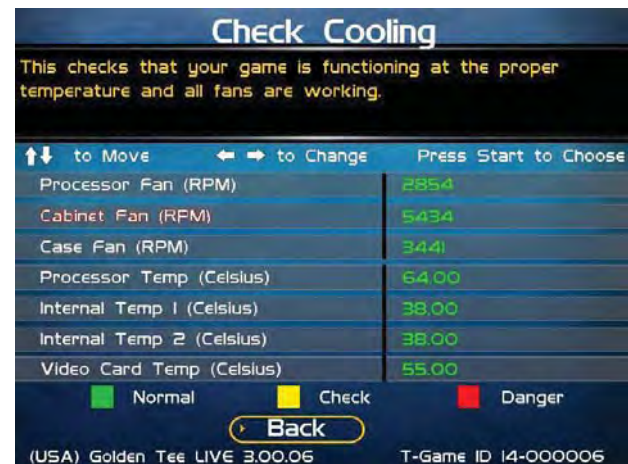 Check Cooling
This checks that your game is functioning at the proper
temperature and all fans are working.
to Move to Change Press Start to Choose
Processor Fan (RPM) 2854
Cabinet Fan (RPM) 5434
Case Fan (RPM) 3441
Processor Temp (Celsius) 64.00
Internal Temp 1 (Celsius) 38.00
Internal Temp 2 (Celsius) 38.00
Video Card Temp (Celsius) 55.00
Normal Check Danger
Back
(USA) Golden Tee LIVE 3.00.06 T-Game ID 14-000006